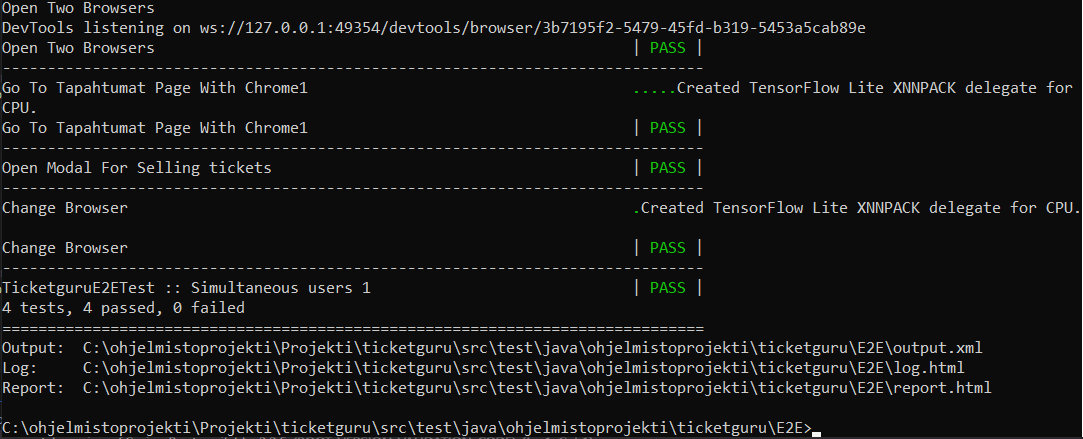 Open Two Browsers
DevTools listening on ws://127.0.0.1:49354/devtools/browser/3b7195f2-5479-45fd-b319-5453a5cab89e
Open Two Browsers | PASS |
------------------------------------------------------------------------------
Go To Tapahtumat Page With Chrome1 .....Created TensorFlow Lite XNNPACK delegate for
CPU.
Go To Tapahtumat Page With Chrome1 | PASS |
------------------------------------------------------------------------------
Open Modal For Selling tickets | PASS |
------------------------------------------------------------------------------
Change Browser .Created TensorFlow Lite XNNPACK delegate for CPU.
Change Browser | PASS |
------------------------------------------------------------------------------
TicketguruE2ETest :: Simultaneous users 1 | PASS |
4 tests, 4 passed, 0 failed
==============================================================================
Output: C:\ohjelmistoprojekti\Projekti\ticketguru\src\test\java\ohjelmistoprojekti\ticketguru\E2E\output.xml
Log: C:\ohjelmistoprojekti\Projekti\ticketguru\src\test\java\ohjelmistoprojekti\ticketguru\E2E\log.html
Report: C:\ohjelmistoprojekti\Projekti\ticketguru\src\test\java\ohjelmistoprojekti\ticketguru\E2E\report.html
C:\ohjelmistoprojekti\Projekti\ticketguru\src\test\java\ohjelmistoprojekti\ticketguru\E2E>_